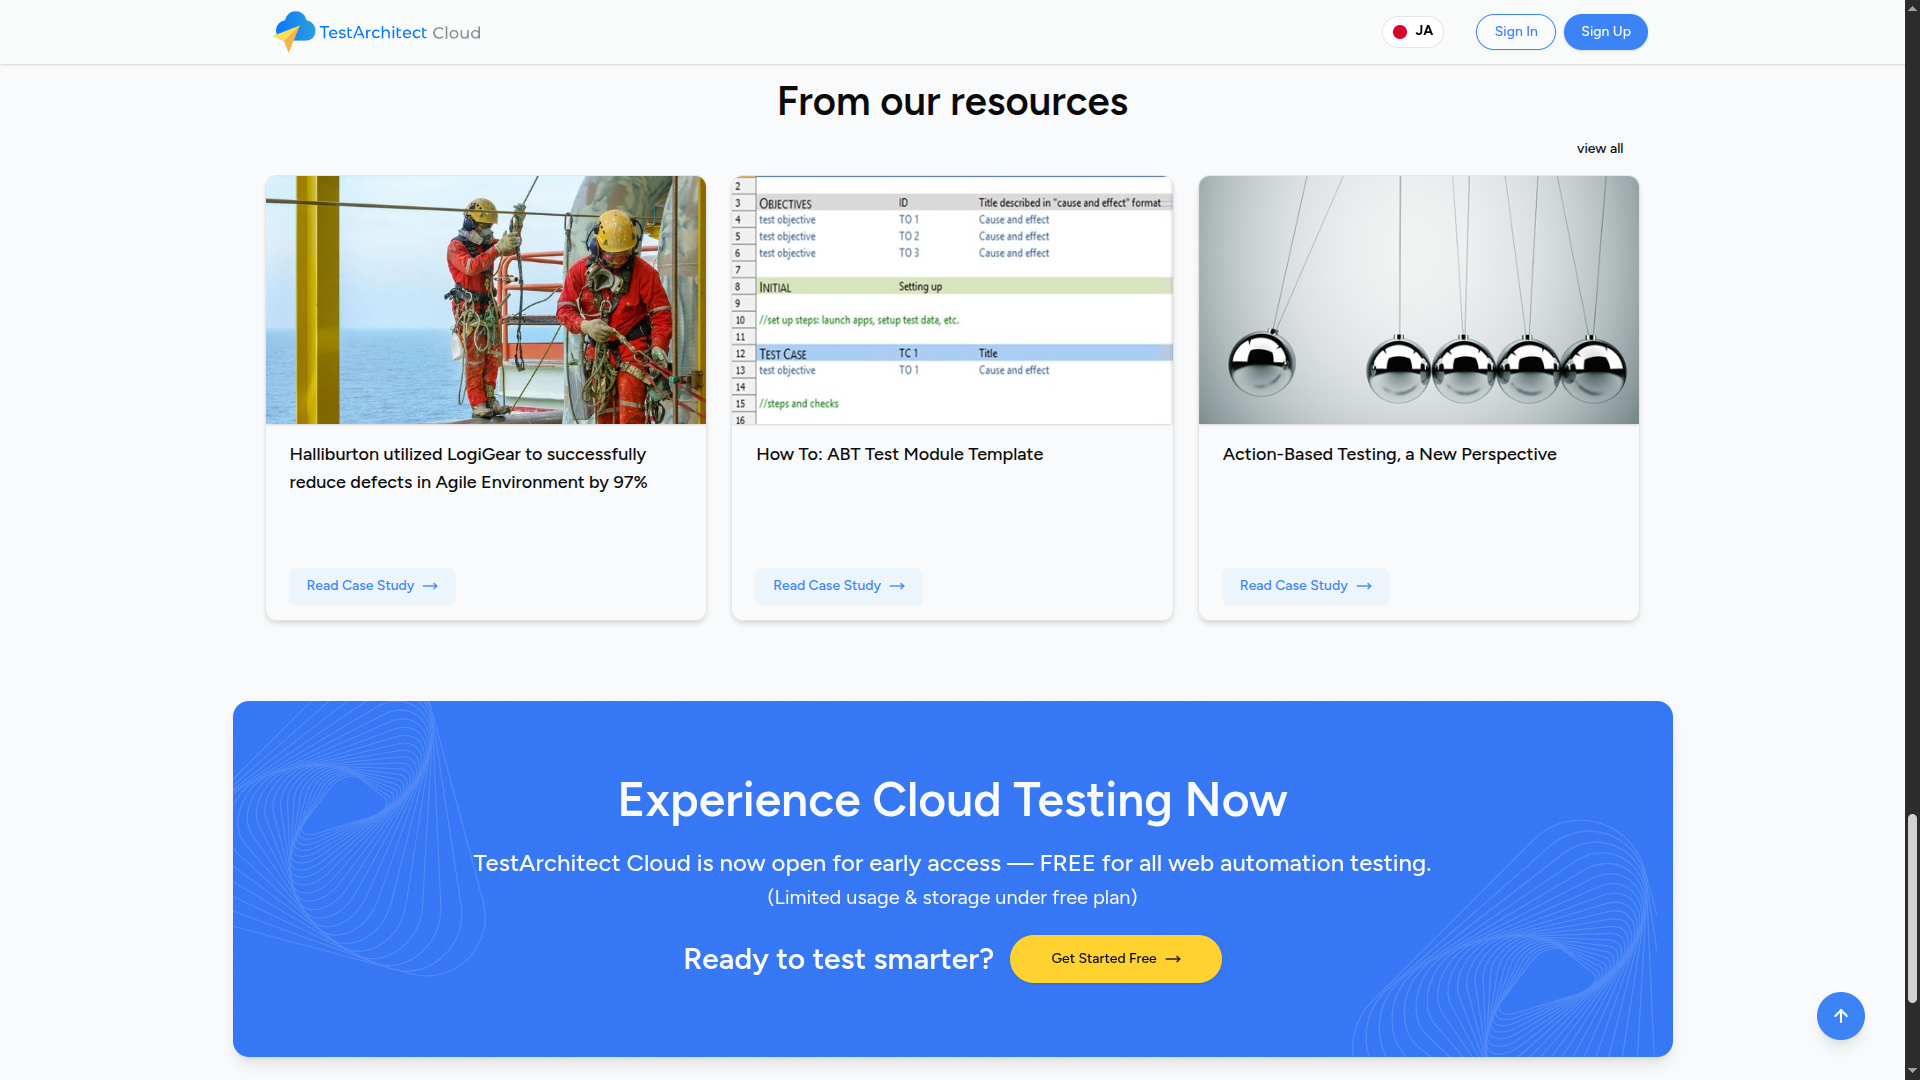 TestArchitect Cloud
JA
Sign In
Sign Up
From our resources
view all
2
3 OBJECTIVES ID Title described in "cause and effect" format
4 test objective TO 1 Cause and effect
5 test objective TO 2 Cause and effect
6 test objective TO 3 Cause and effect
7
8 INITIAL Setting up
9
10 //set up steps: launch apps, setup test data, etc.
11
12 TEST CASE TC 1 Title
13 test objective TO 1 Cause and effect
14
15 //steps and checks
16
Halliburton utilized LogiGear to successfully
reduce defects in Agile Environment by 97%
Read Case Study →
How To: ABT Test Module Template
Read Case Study →
Action-Based Testing, a New Perspective
Read Case Study →
Experience Cloud Testing Now
TestArchitect Cloud is now open for early access — FREE for all web automation testing.
(Limited usage & storage under free plan)
Ready to test smarter?
Get Started Free →